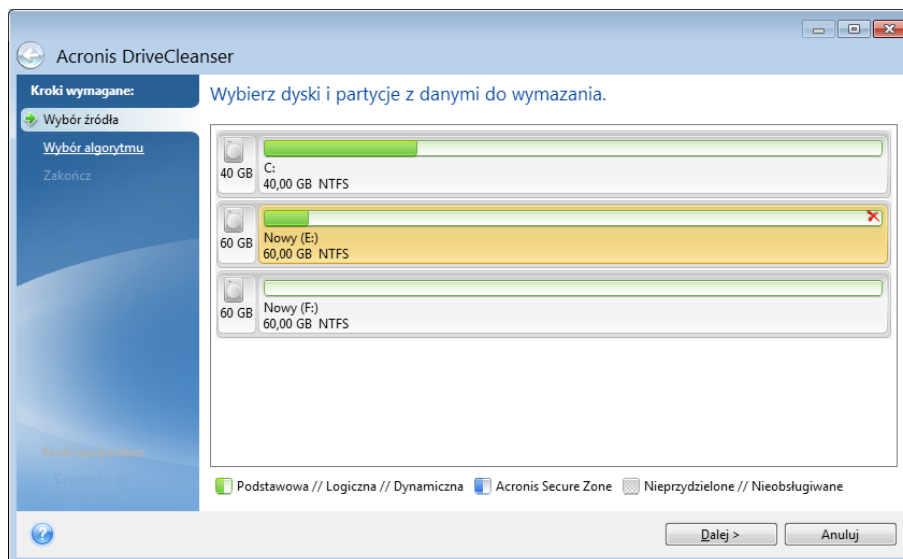 Acronis DriveCleanser
Kroki wymagane:
Wybór źródła
Wybór algorytmu
Zakończ
Wybierz dyski i partycje z danymi do wymazania.
40 GB
C:
40,00 GB NTFS
60 GB
Nowy (E:)
60,00 GB NTFS
60 GB
Nowy (F:)
60,00 GB NTFS
Podstawowa // Logiczna // Dynamiczna
Acronis Secure Zone
Nieprzydzielone // Nieobsługiwane
Dalej >
Anuluj